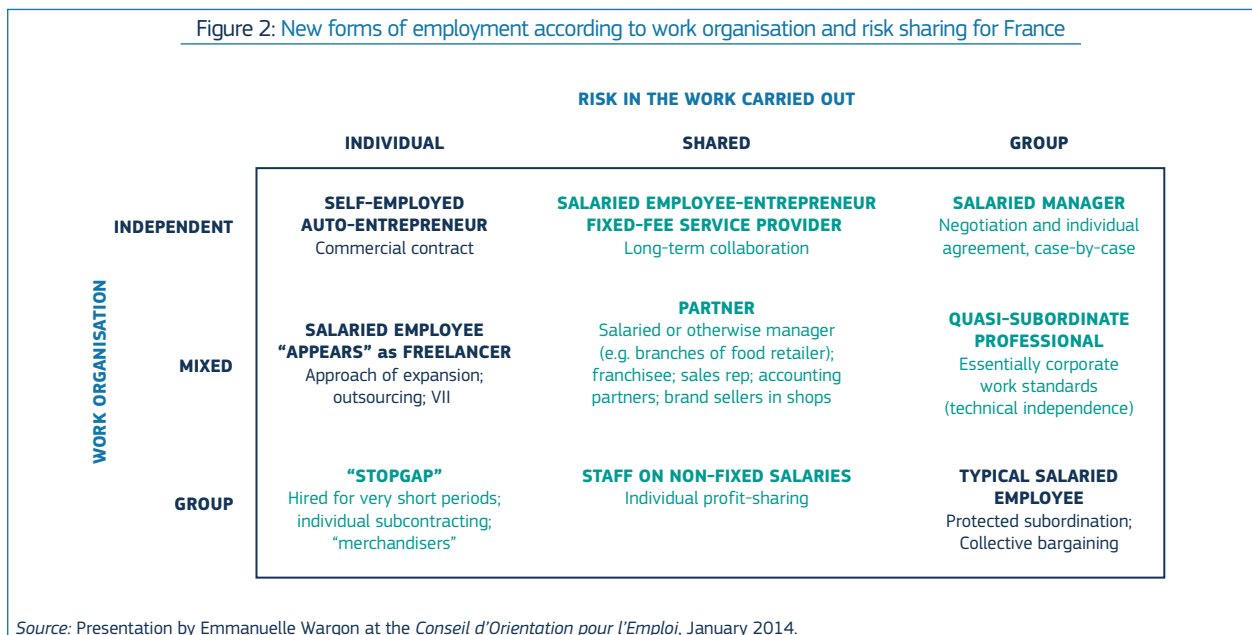 Figure 2: New forms of employment according to work organisation and risk sharing for France
RISK IN THE WORK CARRIED OUT
INDIVIDUAL
SHARED
GROUP
WORK ORGANISATION
INDEPENDENT
SELF-EMPLOYED
AUTO-ENTREPRENEUR
Commercial contract
SALARIED EMPLOYEE-ENTREPRENEUR
FIXED-FEE SERVICE PROVIDER
Long-term collaboration
SALARIED MANAGER
Negotiation and individual
agreement, case-by-case
MIXED
SALARIED EMPLOYEE
“APPEARS” as FREELANCER
Approach of expansion;
outsourcing; VII
PARTNER
Salaried or otherwise manager
(e.g. branches of food retailer);
franchisee; sales rep; accounting
partners; brand sellers in shops
QUASI-SUBORDINATE
PROFESSIONAL
Essentially corporate
work standards
(technical independence)
GROUP
“STOPGAP”
Hired for very short periods;
individual subcontracting;
“merchandisers”
STAFF ON NON-FIXED SALARIES
Individual profit-sharing
TYPICAL SALARIED
EMPLOYEE
Protected subordination;
Collective bargaining
Source: Presentation by Emmanuelle Wargon at the Conseil d’Orientation pour l’Emploi, January 2014.